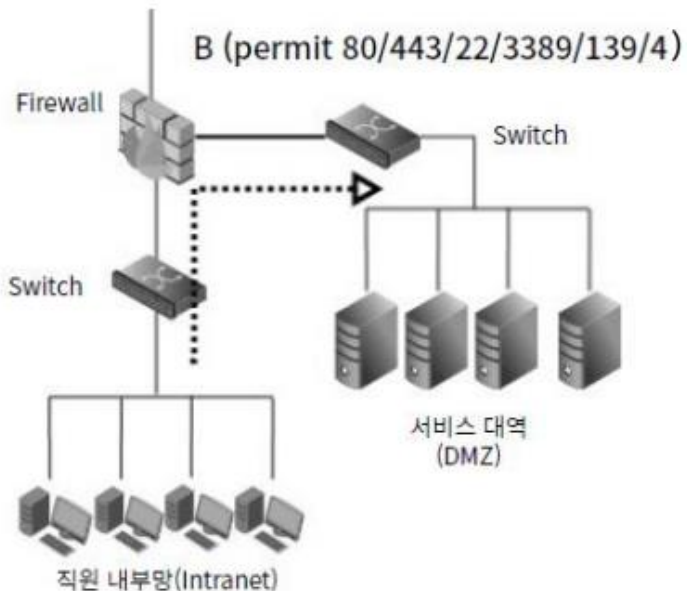 B (permit 80/443/22/3389/139/4)
Firewall
Switch
Switch
서비스 대역
(DMZ)
직원 내부망(Intranet)